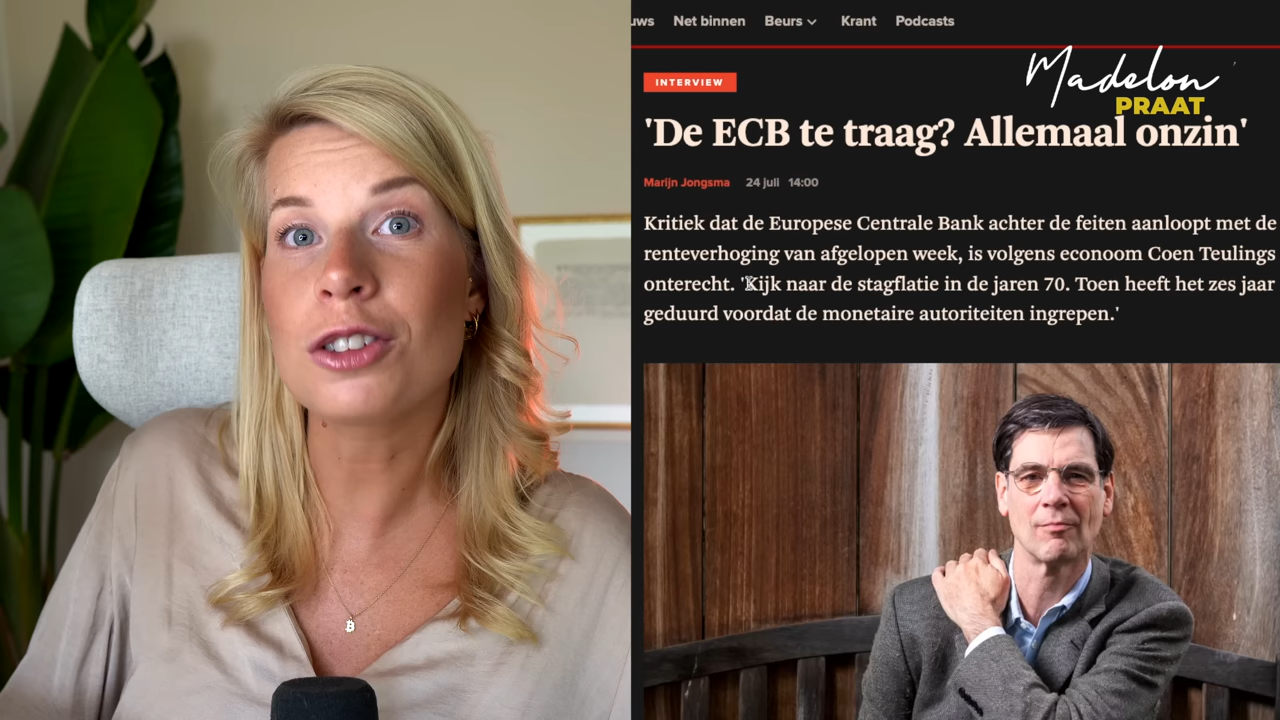 Net binnen Beurs Krant Podcasts
Madelon
PRAAT
INTERVIEW
'De ECB te traag? Allemaal onzin'
Marijn Jongsma 24 juli 14:00
Kritiek dat de Europese Centrale Bank achter de feiten aanloopt met de
renteverhoging van afgelopen week, is volgens econoom Coen Teulings
onterecht. 'Kijk naar de stagflatie in de jaren 70. Toen heeft het zes jaar
geduurd voordat de monetaire autoriteiten ingrepen.'